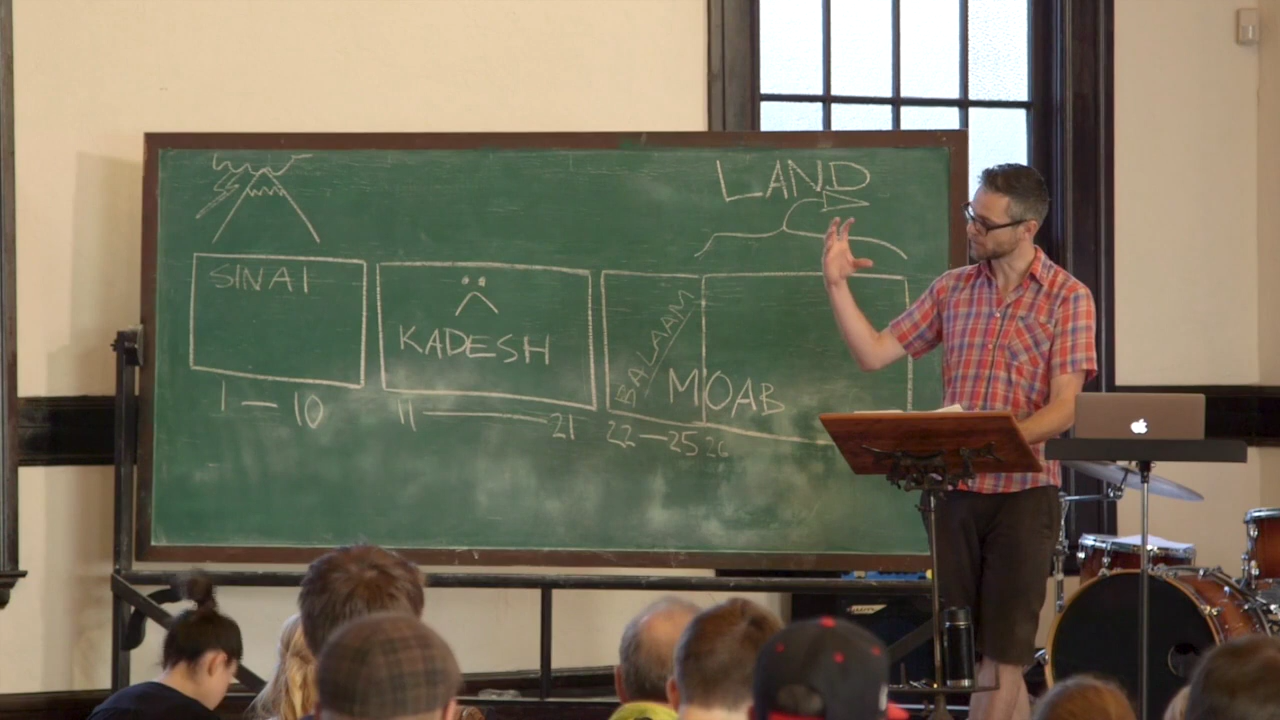 LAND
SINAI
KADESH
BALAAM
MOAB
1 — 10
11 — 21
22 — 25
26